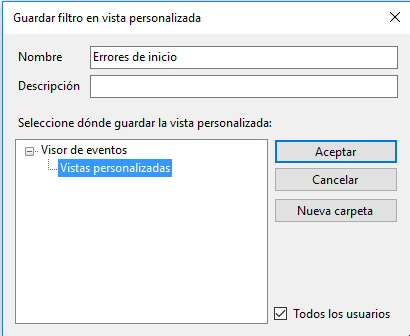 Guardar filtro en vista personalizada
Nombre
Errores de inicio
Descripción
Seleccione dónde guardar la vista personalizada:
Visor de eventos
Vistas personalizadas
Aceptar
Cancelar
Nueva carpeta
Todos los usuarios